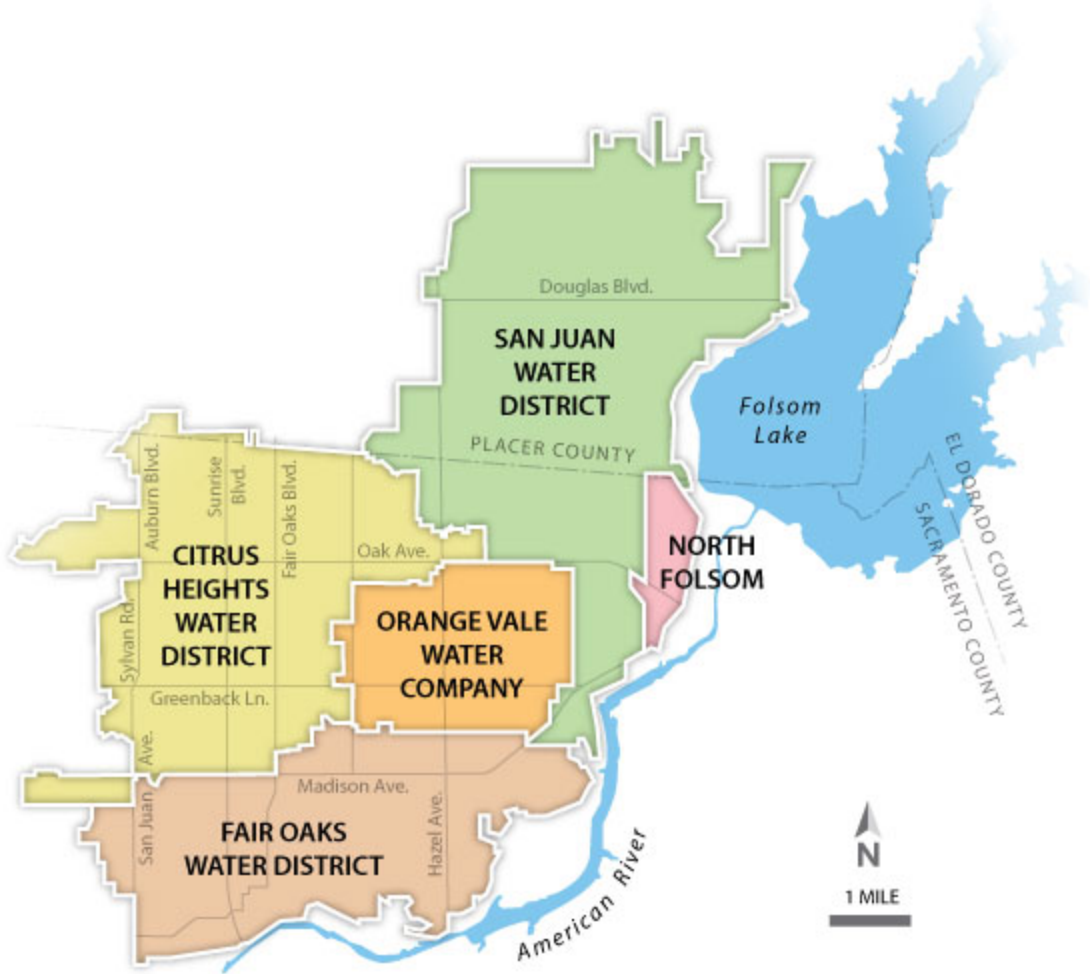 Douglas Blvd.
SAN JUAN
WATER
DISTRICT
Folsom
Lake
PLACER COUNTY
EL DORADO COUNTY
SACRAMENTO COUNTY
Auburn Blvd.
Sunrise
Blvd.
Fair Oaks Blvd.
Oak Ave.
NORTH
FOLSOM
CITRUS
HEIGHTS
WATER
DISTRICT
Sylvan Rd.
ORANGE VALE
WATER
COMPANY
Greenback Ln.
San Juan Ave.
Madison Ave.
Hazel Ave.
FAIR OAKS
WATER DISTRICT
American River
N
1 MILE